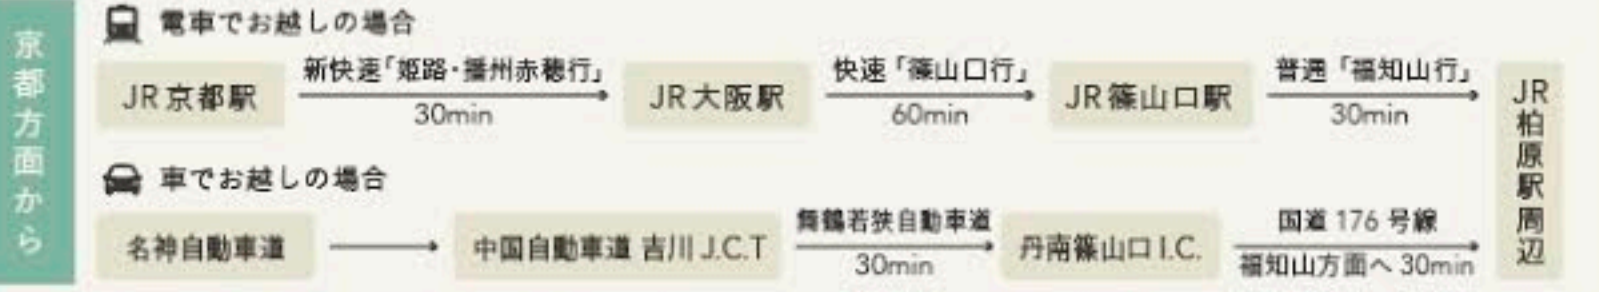 京都方面から
電車でお越しの場合
JR京都駅
新快速「姫路・播州赤穂行」
30min
JR大阪駅
快速「篠山口行」
60min
JR篠山口駅
普通「福知山行」
30min
JR柏原駅周辺
車でお越しの場合
名神自動車道
中国自動車道 吉川 J.C.T
舞鶴若狭自動車道
30min
丹南篠山口 I.C.
国道 176 号線
福知山方面へ 30min